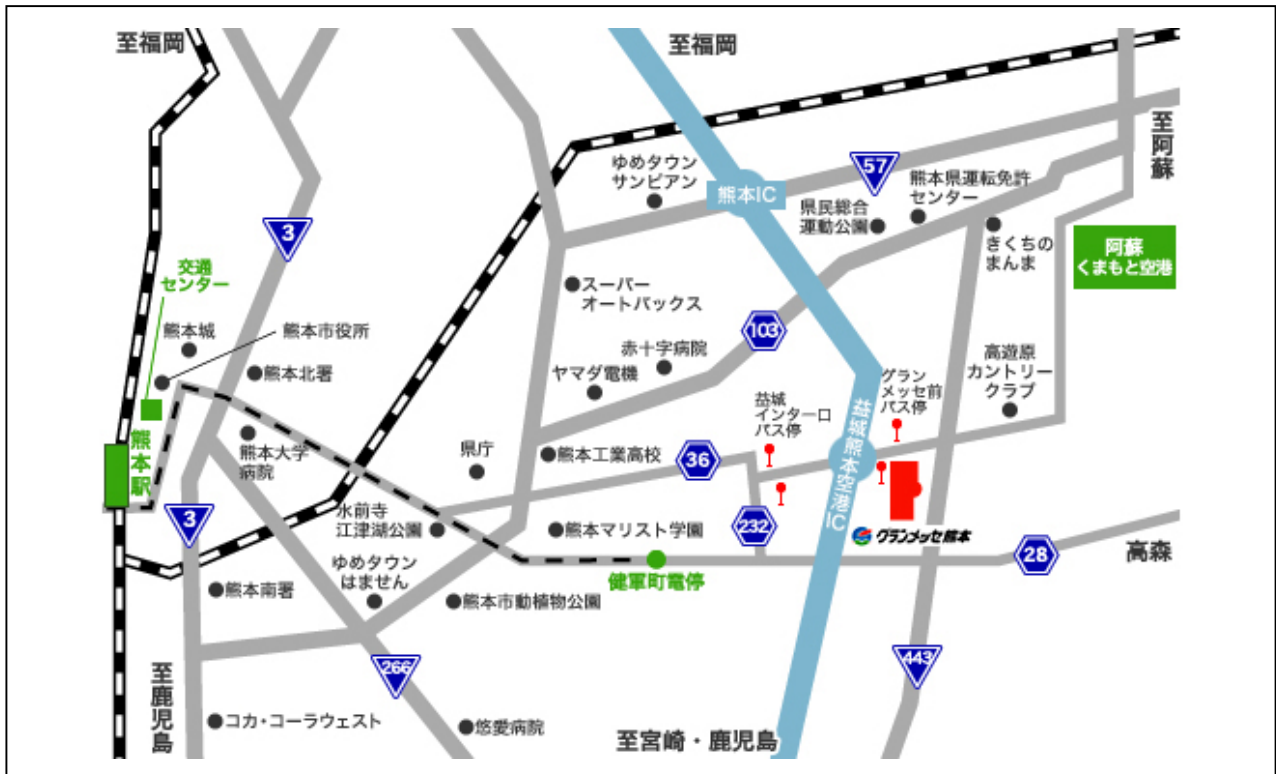 至福岡
至福岡
至阿蘇
57
ゆめタウン
サンピアン
熊本IC
熊本県運転免許
センター
県民総合
運動公園
きくちの
まんま
阿蘇
くまもと空港
3
交通
センター
スーパー
オートバックス
熊本城
熊本市役所
103
赤十字病院
ヤマダ電機
熊本北署
高遊原
カントリー
クラブ
グラン
メッセ前
バス停
益城
インター口
バス停
益城熊本空港IC
熊本駅
熊本大学
病院
県庁
熊本工業高校
36
3
水前寺
江津湖公園
熊本マリスト学園
232
グランメッセ熊本
28
高森
ゆめタウン
はません
健軍町電停
熊本南署
熊本市動植物公園
266
443
至鹿児島
コカ・コーラウェスト
悠愛病院
至宮崎・鹿児島